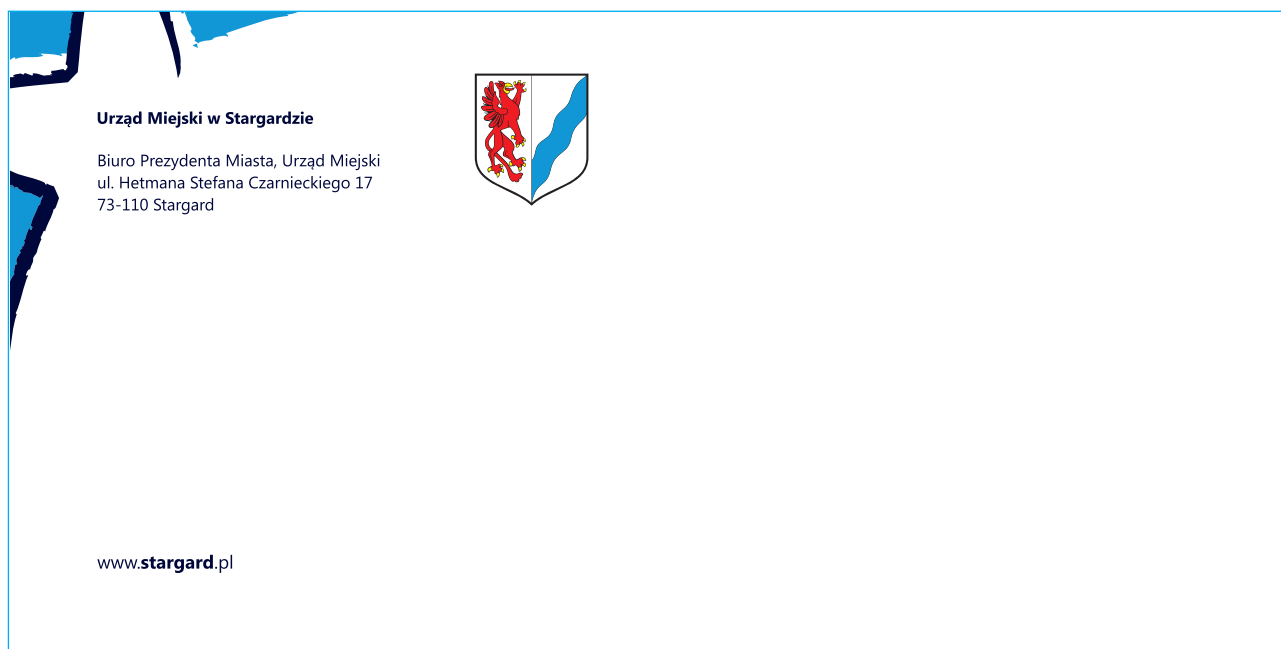 Urząd Miejski w Stargardzie
Biuro Prezydenta Miasta, Urząd Miejski
ul. Hetmana Stefana Czarnieckiego 17
73-110 Stargard
www.stargard.pl